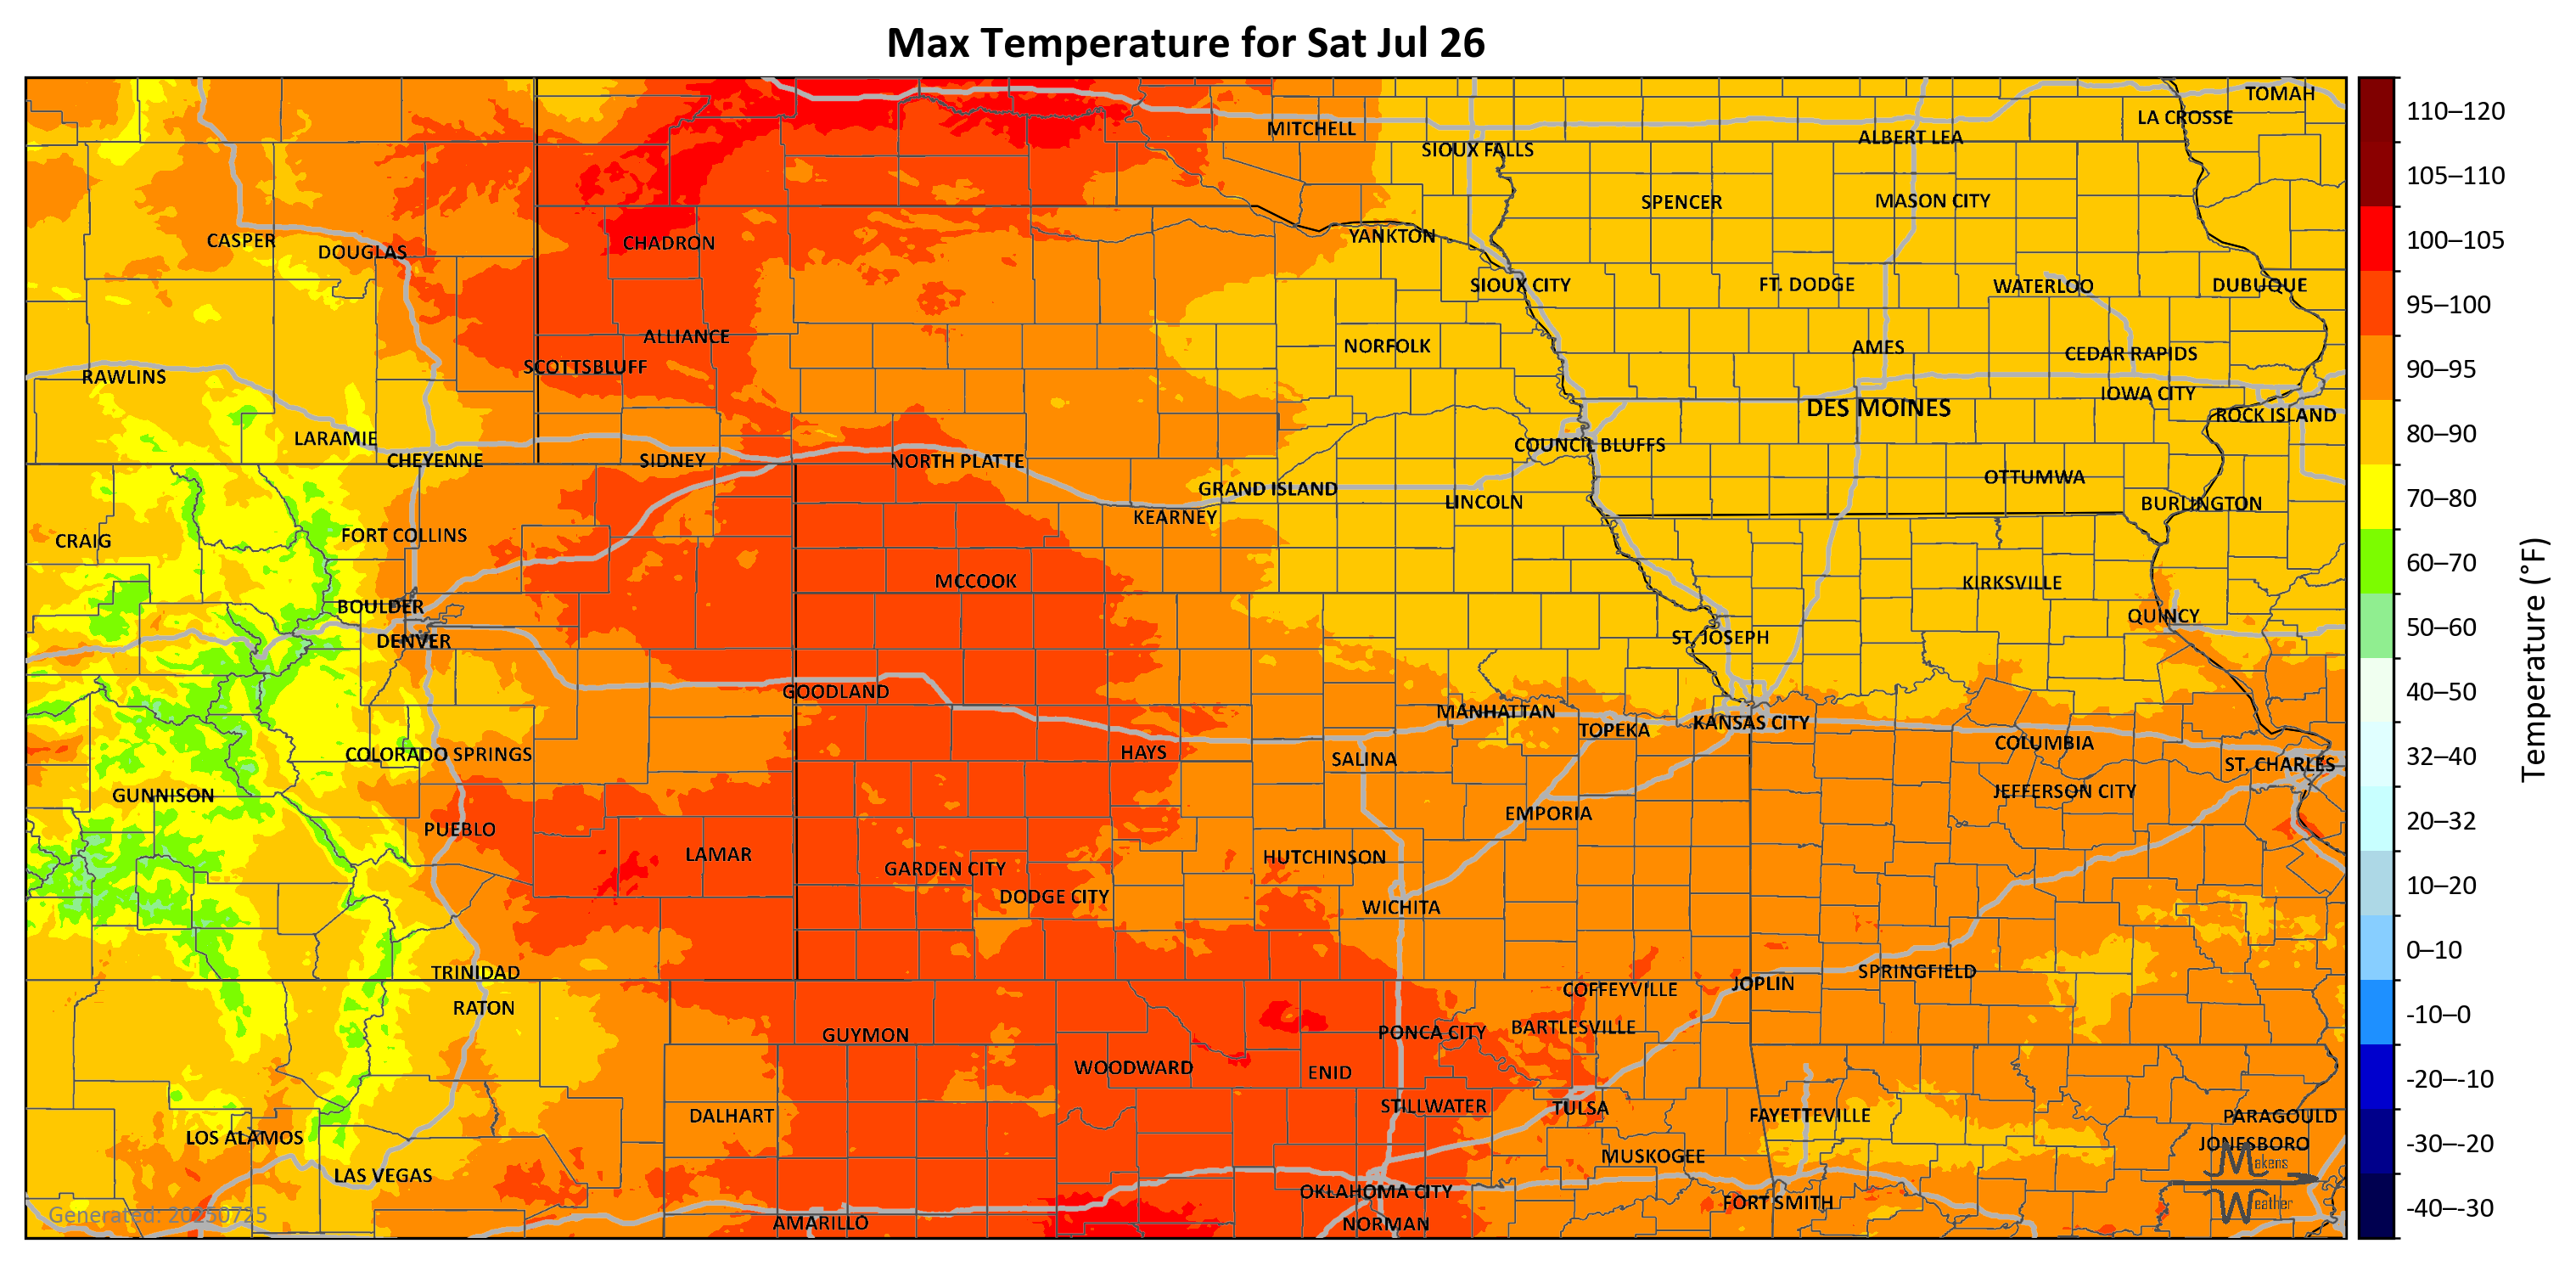 Max Temperature for Sat Jul 26
TOMAH
LA CROSSE
MITCHELL
ALBERT LEA
SIOUX FALLS
SPENCER
MASON CITY
CASPER
DOUGLAS
CHADRON
YANKTON
SIOUX CITY
FT. DODGE
WATERLOO
DUBUQUE
ALLIANCE
NORFOLK
AMES
CEDAR RAPIDS
SCOTTSBLUFF
RAWLINS
IOWA CITY
DES MOINES
ROCK ISLAND
LARAMIE
COUNCIL BLUFFS
CHEYENNE
SIDNEY
NORTH PLATTE
OTTUMWA
GRAND ISLAND
LINCOLN
BURLINGTON
KEARNEY
FORT COLLINS
CRAIG
MCCOOK
KIRKSVILLE
BOULDER
QUINCY
DENVER
ST. JOSEPH
GOODLAND
MANHATTAN
KANSAS CITY
TOPEKA
COLUMBIA
COLORADO SPRINGS
HAYS
SALINA
ST. CHARLES
GUNNISON
JEFFERSON CITY
EMPORIA
PUEBLO
LAMAR
HUTCHINSON
GARDEN CITY
DODGE CITY
WICHITA
TRINIDAD
SPRINGFIELD
JOPLIN
COFFEYVILLE
RATON
BARTLESVILLE
PONCA CITY
GUYMON
WOODWARD
ENID
STILLWATER
TULSA
DALHART
FAYETTEVILLE
PARAGOULD
LOS ALAMOS
JONESBORO
MUSKOGEE
LAS VEGAS
OKLAHOMA CITY
FORT SMITH
AMARILLO
NORMAN
Generated: 20250725
Makens
Weather
110–120
105–110
100–105
95–100
90–95
80–90
70–80
60–70
50–60
40–50
32–40
20–32
10–20
0–10
-10–0
-20–-10
-30–-20
-40–-30
Temperature (°F)